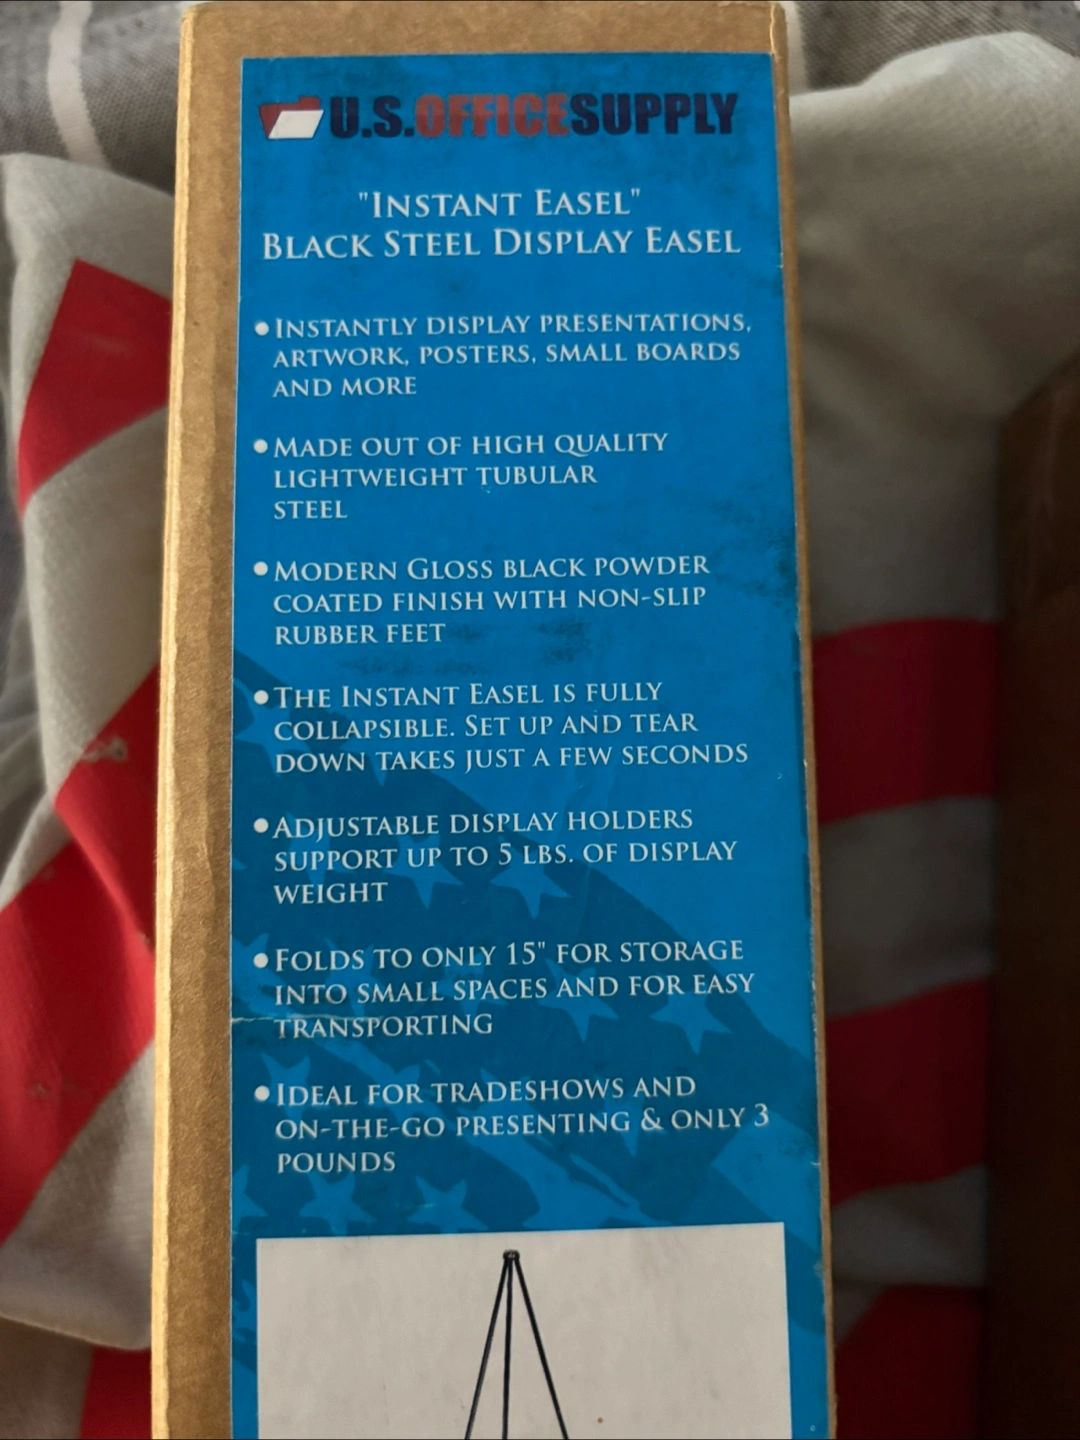 U.S.OFFICESUPPLY
"Instant Easel"
Black Steel Display Easel
● Instantly display presentations,
artwork, posters, small boards
and more
● Made out of high quality
lightweight tubular
steel
● Modern Gloss black powder
coated finish with non-slip
rubber feet
● The Instant Easel is fully
collapsible. Set up and tear
down takes just a few seconds
● Adjustable display holders
support up to 5 lbs. of display
weight
● Folds to only 15" for storage
into small spaces and for easy
transporting
● Ideal for tradeshows and
on-the-go presenting & only 3
pounds